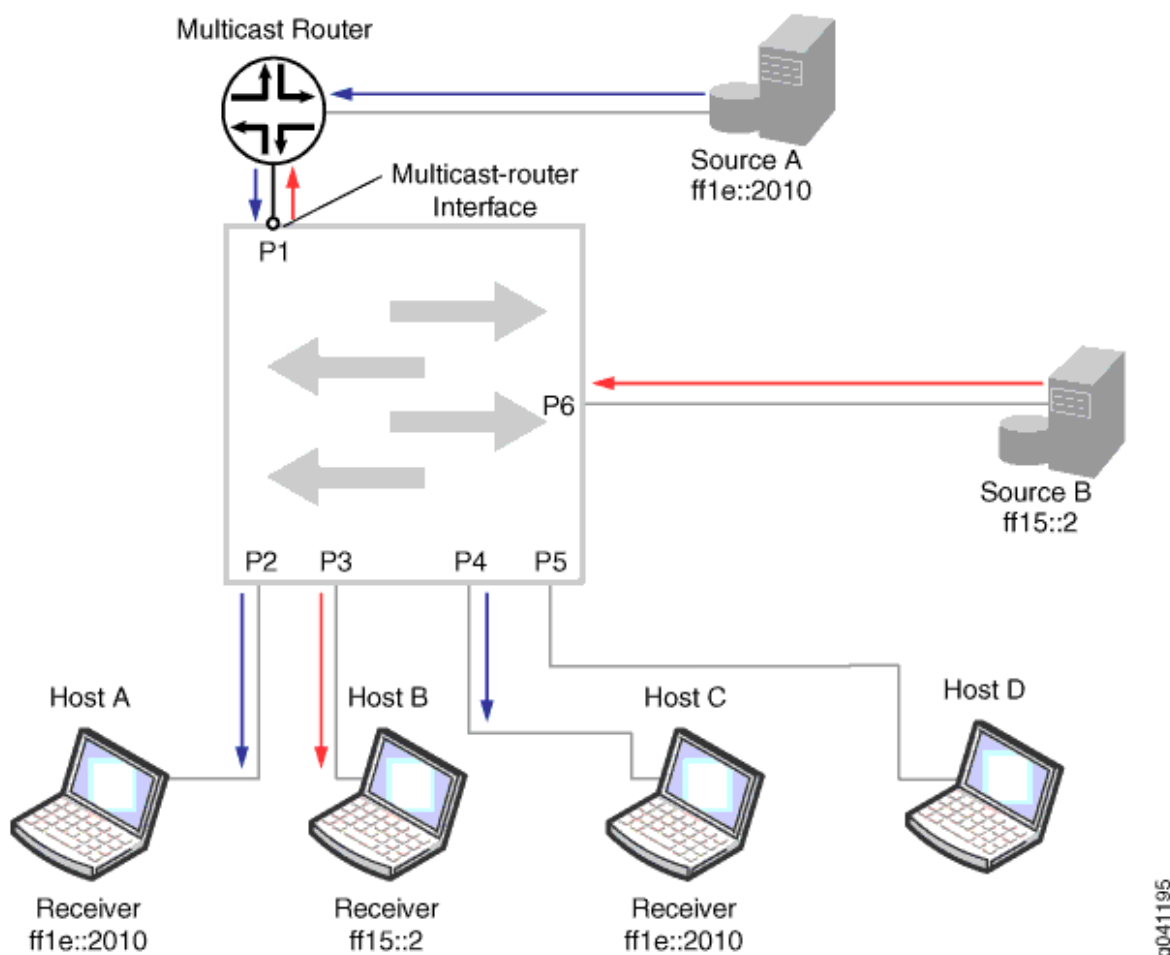 Multicast Router
Source A
ff1e::2010
Multicast-router
Interface
P1
P6
Source B
ff15::2
P2
P3
P4
P5
Host A
Host B
Host C
Host D
Receiver
ff1e::2010
Receiver
ff15::2
Receiver
ff1e::2010
g041195